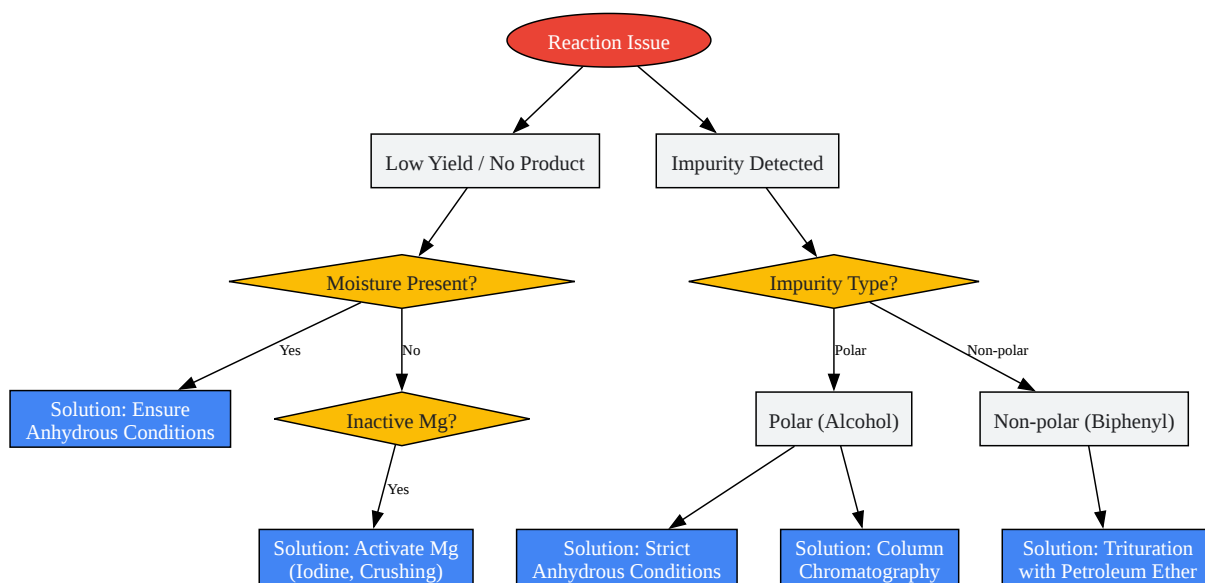 Reaction Issue
Low Yield / No Product
Impurity Detected
Moisture Present?
Impurity Type?
Yes
No
Polar
Non-polar
Solution: Ensure
Anhydrous Conditions
Inactive Mg?
Polar (Alcohol)
Non-polar (Biphenyl)
Yes
Solution: Activate Mg
(Iodine, Crushing)
Solution: Strict
Anhydrous Conditions
Solution: Column
Chromatography
Solution: Trituration
with Petroleum Ether